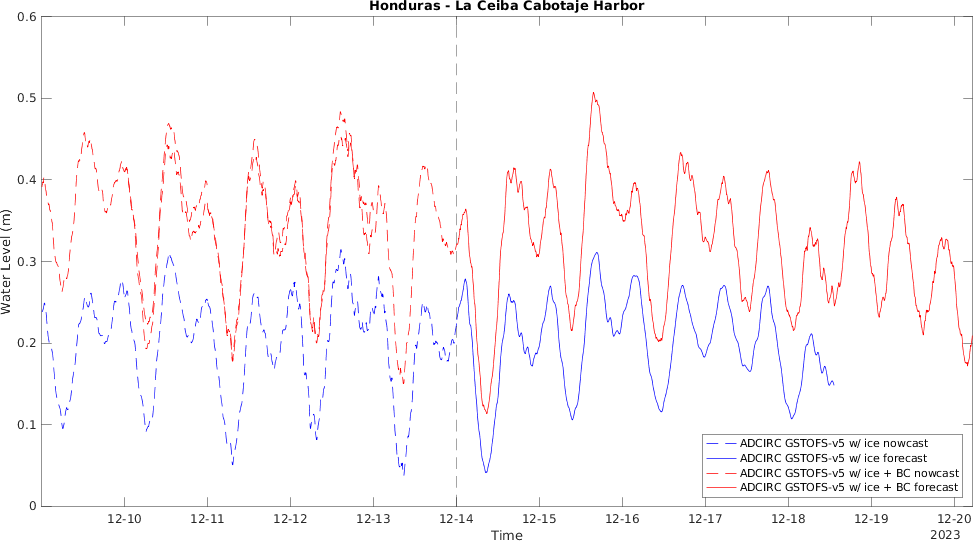 Honduras - La Ceiba Cabotaje Harbor
0.6
0.5
0.4
0.3
0.2
0.1
0
Water Level (m)
12-10 12-11 12-12 12-13 12-14 12-15 12-16 12-17 12-18 12-19 12-20
2023
Time
ADCIRC GSTOFS-v5 w/ ice nowcast
ADCIRC GSTOFS-v5 w/ ice forecast
ADCIRC GSTOFS-v5 w/ ice + BC nowcast
ADCIRC GSTOFS-v5 w/ ice + BC forecast